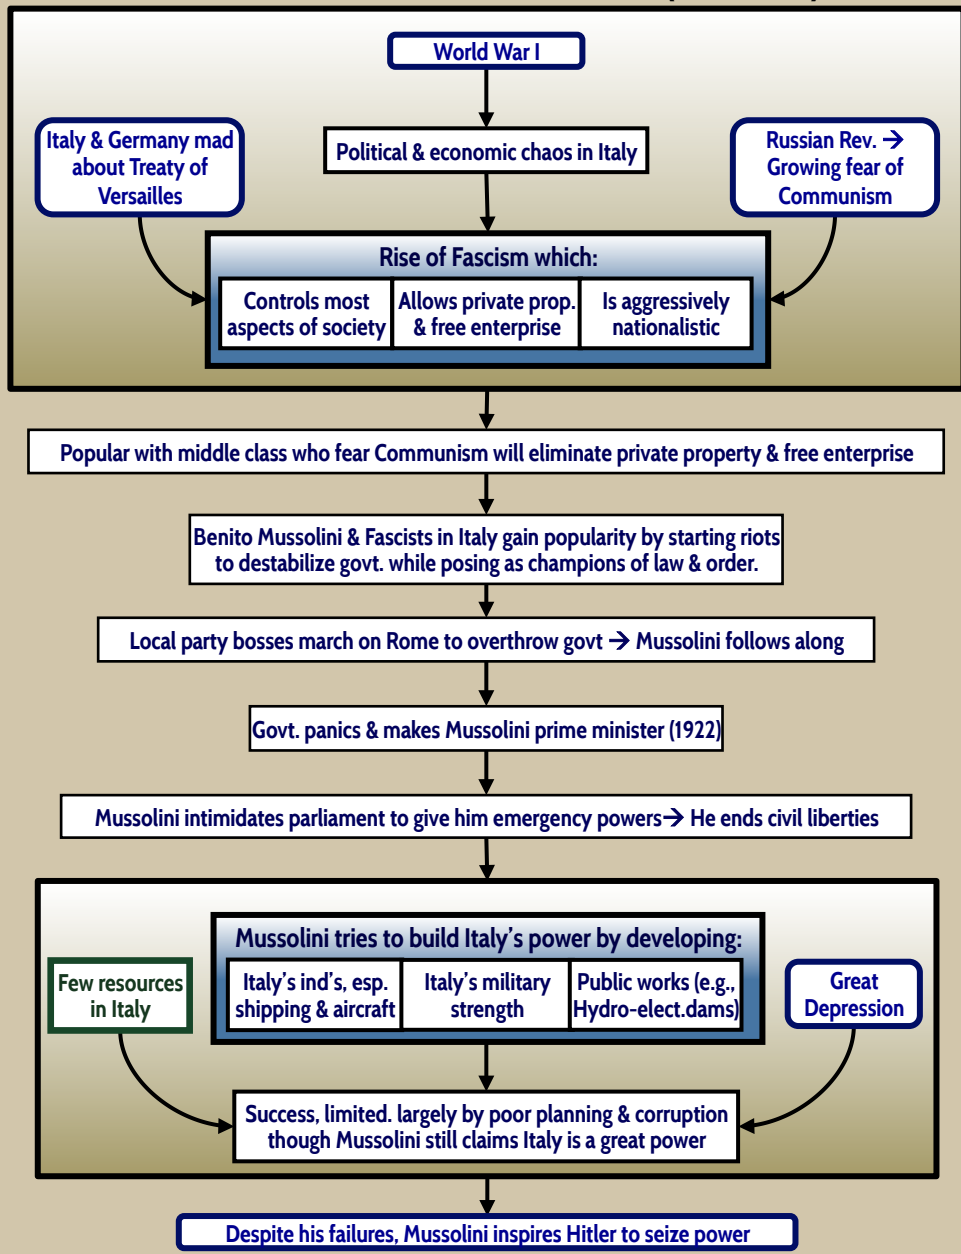 World War I
Italy & Germany mad
about Treaty of
Versailles
Political & economic chaos in Italy
Russian Rev. →
Growing fear of
Communism
Rise of Fascism which:
Controls most
aspects of society
Allows private prop.
& free enterprise
Is aggressively
nationalistic
Popular with middle class who fear Communism will eliminate private property & free enterprise
Benito Mussolini & Fascists in Italy gain popularity by starting riots
to destabilize govt. while posing as champions of law & order.
Local party bosses march on Rome to overthrow govt → Mussolini follows along
Govt. panics & makes Mussolini prime minister (1922)
Mussolini intimidates parliament to give him emergency powers→ He ends civil liberties
Mussolini tries to build Italy's power by developing:
Few resources
in Italy
Italy's ind's, esp.
shipping & aircraft
Italy's military
strength
Public works (e.g.,
Hydro-elect.dams)
Great
Depression
Success, limited. largely by poor planning & corruption
though Mussolini still claims Italy is a great power
Despite his failures, Mussolini inspires Hitler to seize power